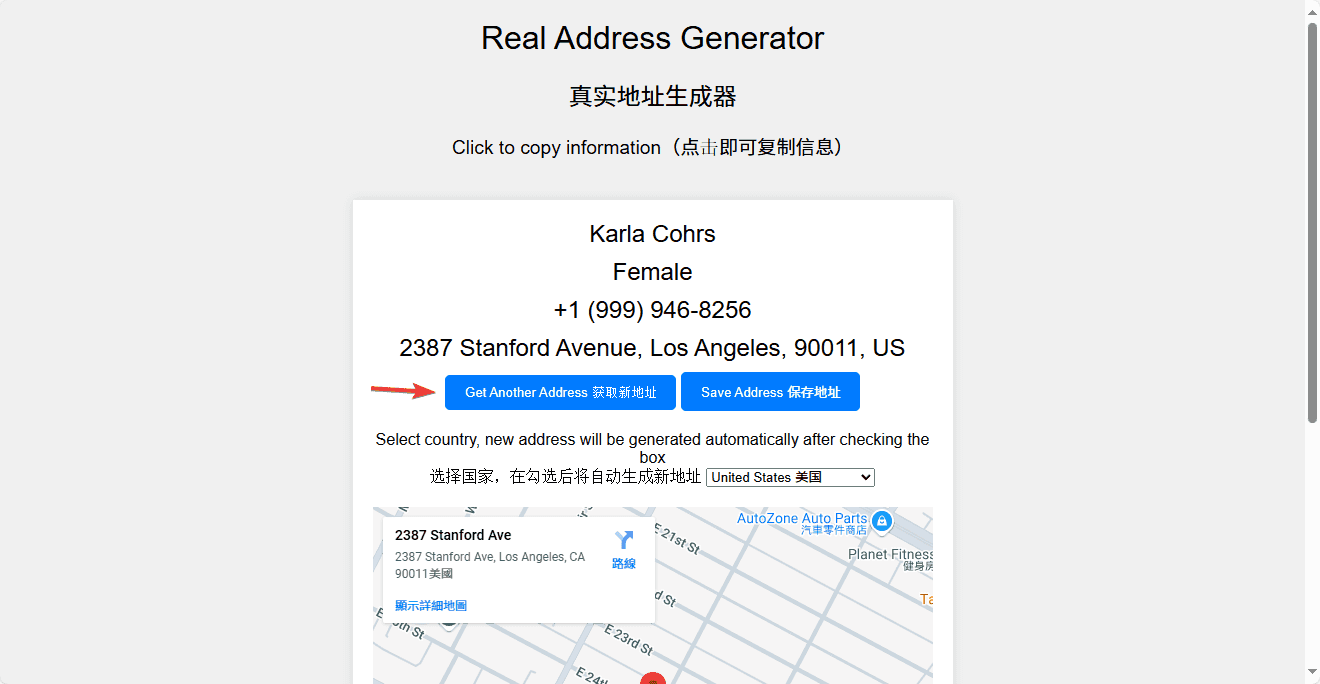 Real Address Generator
真实地址生成器
Click to copy information（点击即可复制信息）
Karla Cohrs
Female
+1 (999) 946-8256
2387 Stanford Avenue, Los Angeles, 90011, US
Get Another Address 获取新地址
Save Address 保存地址
Select country, new address will be generated automatically after checking the
box
选择国家，在勾选后将自动生成新地址 United States 美国
2387 Stanford Ave
2387 Stanford Ave, Los Angeles, CA
90011美國
路線
顯示詳細地圖
E 21st St
AutoZone Auto Parts
汽車零件商店
Planet Fitness
健身房
E 23rd St
E 24th